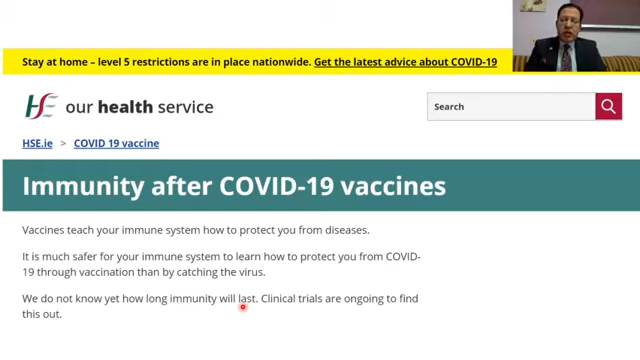 Stay at home – level 5 restrictions are in place nationwide. Get the latest advice about COVID-19
our health service
Search
HSE.ie > COVID 19 vaccine
Immunity after COVID-19 vaccines
Vaccines teach your immune system how to protect you from diseases.
It is much safer for your immune system to learn how to protect you from COVID-
19 through vaccination than by catching the virus.
We do not know yet how long immunity will last. Clinical trials are ongoing to find
this out.